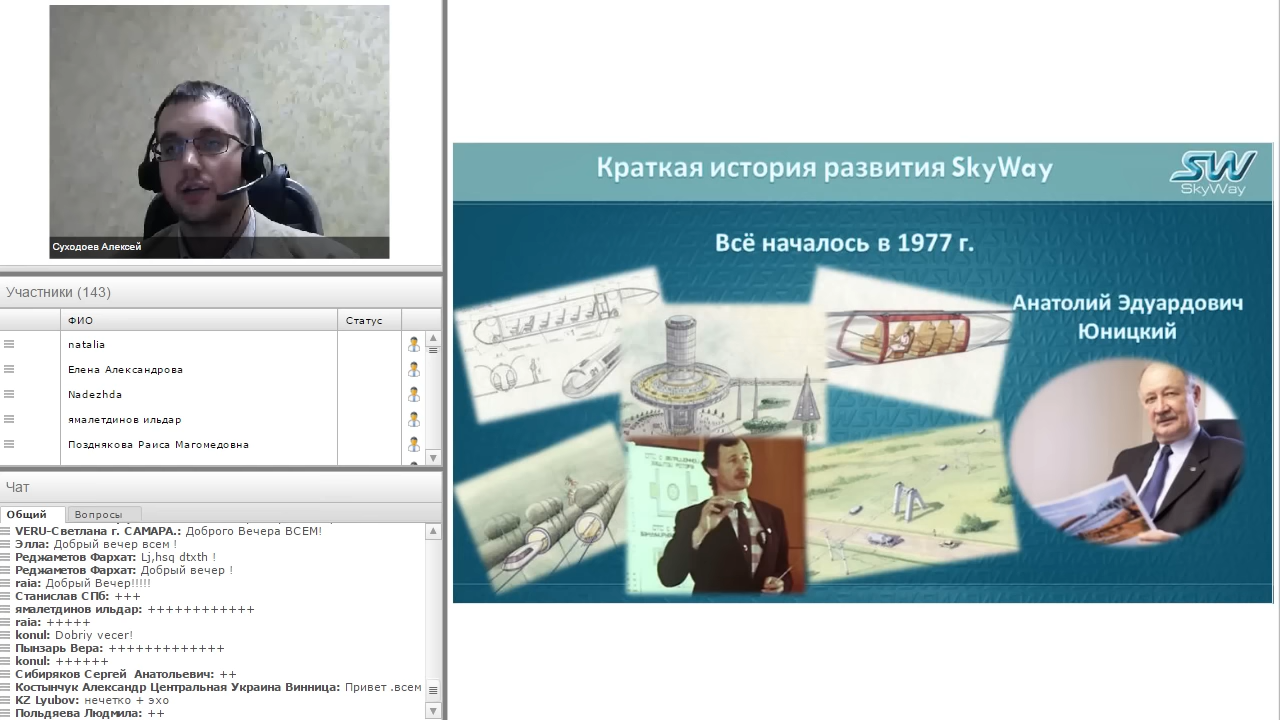 Суходоев Алексей
Участники (143)
ФИО Статус
natalia
Елена Александрова
Nadezhda
ямалетдинов ильдар
Позднякова Раиса Магомедовна
Чат
Общий Вопросы
VERU-Светлана г. САМАРА.: Доброго Вечера ВСЕМ!
Элла: Добрый вечер всем !
Реджаметов Фархат: Lj,hsq dtxth !
Реджаметов Фархат: Добрый вечер !
raia: Добрый Вечер!!!!!
Станислав СПб: +++
ямалетдинов ильдар: ++++++++++++
raia: +++++
konul: Dobriy vecer!
Пынзарь Вера: +++++++++++++
konul: ++++++
Сибиряков Сергей  Анатольевич: ++
Костынчук Александр Центральная Украина Винница: Привет .всем
KZ Lyubov: нечетко + эхо
Польдяева Людмила: ++
Краткая история развития SkyWay
SW
SkyWay
Всё началось в 1977 г.
Анатолий Эдуардович
Юницкий